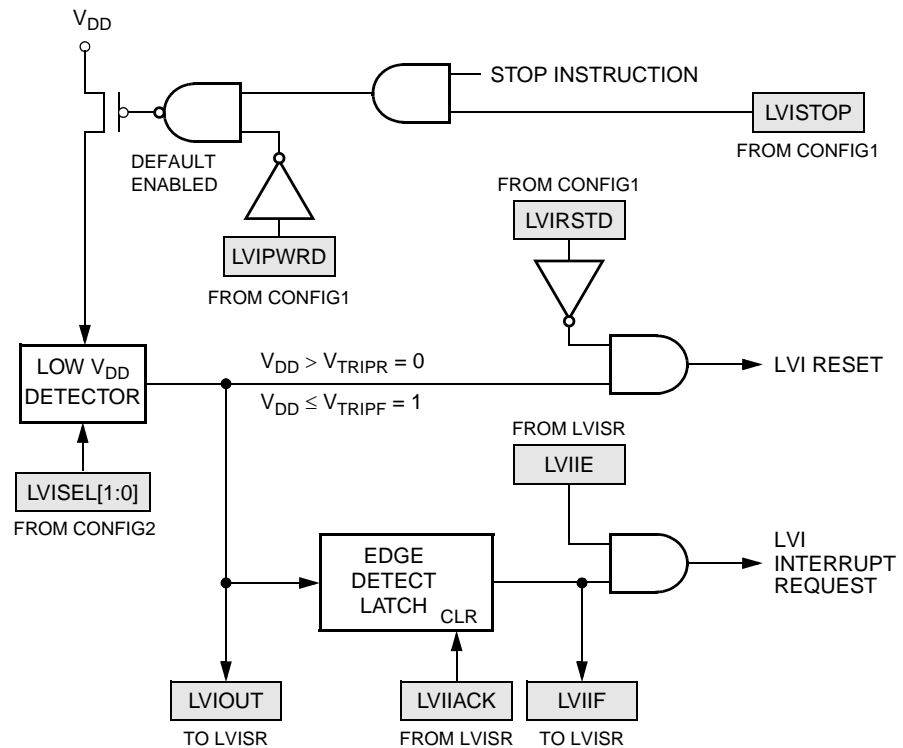 VDD
STOP INSTRUCTION
LVISTOP
FROM CONFIG1
DEFAULT
ENABLED
LVIPWRD
FROM CONFIG1
FROM CONFIG1
LVIRSTD
LOW VDD
DETECTOR
VDD > VTRIPR = 0
VDD ≤ VTRIPF = 1
LVI RESET
LVISEL[1:0]
FROM CONFIG2
FROM LVISR
LVIIE
EDGE
DETECT
LATCH
CLR
LVI
INTERRUPT
REQUEST
LVIOUT
TO LVISR
LVIIACK
FROM LVISR
LVIIF
TO LVISR